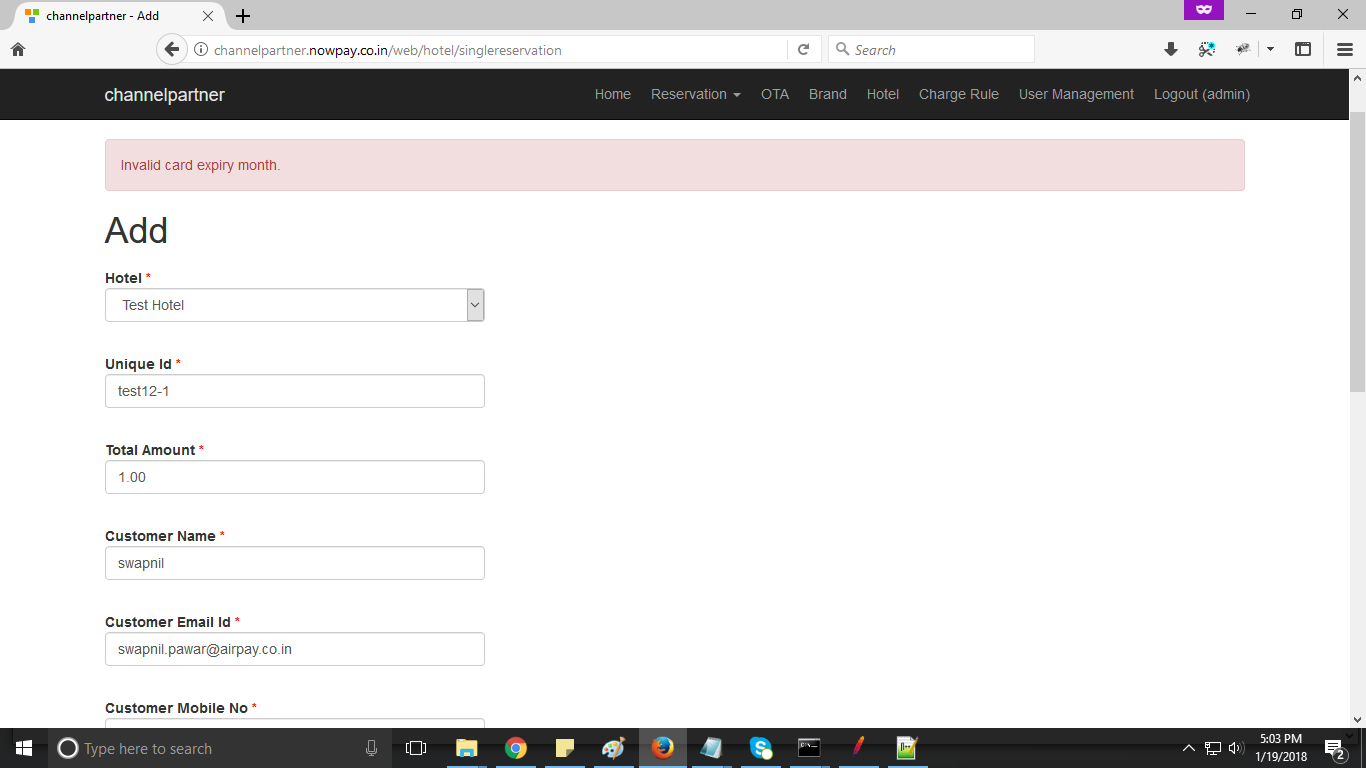 channelpartner - Add
channelpartner.nowpay.co.in/web/hotel/singlereservation
Search
channelpartner
Home
Reservation
OTA
Brand
Hotel
Charge Rule
User Management
Logout (admin)
Invalid card expiry month.
Add
Hotel *
Test Hotel
Unique Id *
test12-1
Total Amount *
1.00
Customer Name *
swapnil
Customer Email Id *
swapnil.pawar@airpay.co.in
Customer Mobile No *
Type here to search
5:03 PM
1/19/2018
2